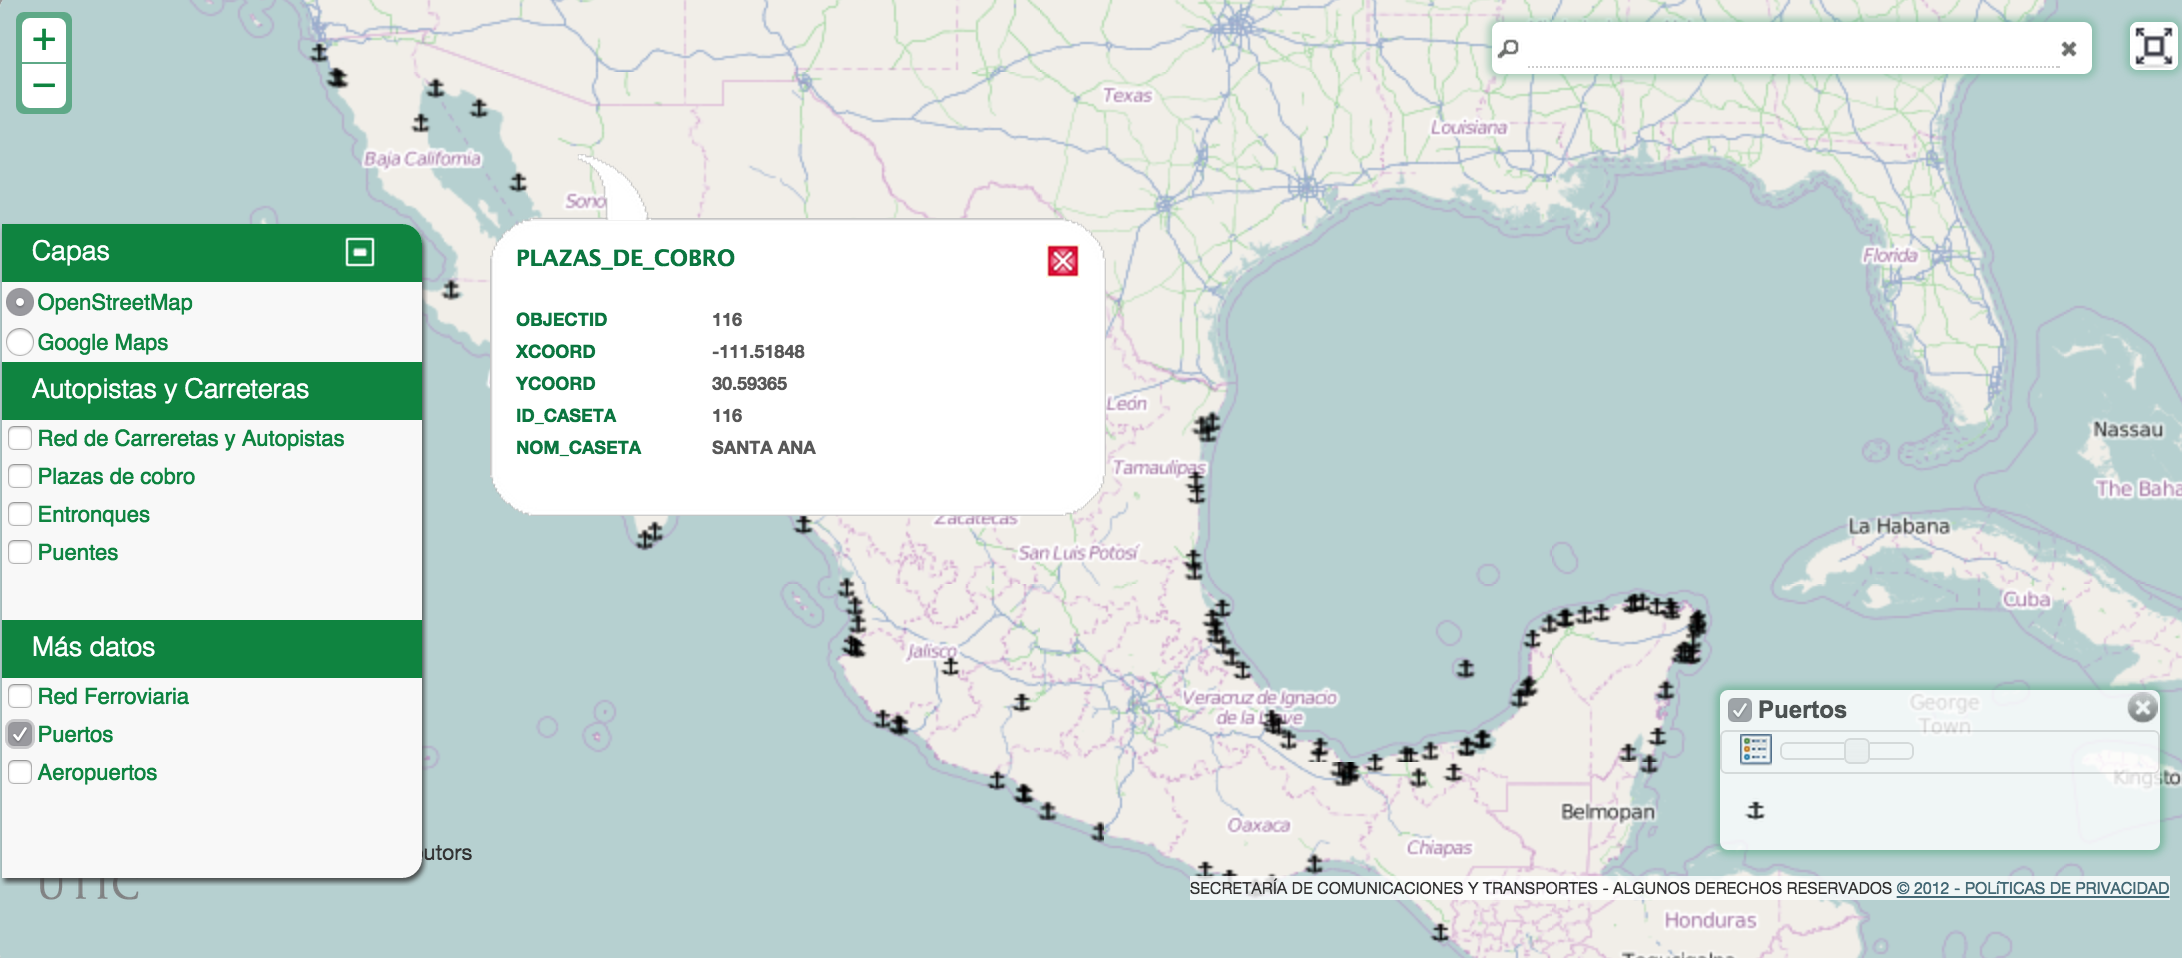 +
−
Capas
OpenStreetMap
Google Maps
Autopistas y Carreteras
Red de Carreretas y Autopistas
Plazas de cobro
Entronques
Puentes
Más datos
Red Ferroviaria
Puertos
Aeropuertos
utors
UTIC
Baja California
Sono
Texas
Louisiana
Florida
PLAZAS_DE_COBRO
OBJECTID 116
XCOORD -111.51848
YCOORD 30.59365
ID_CASETA 116
NOM_CASETA SANTA ANA
León
Tamaulipas
Zacatecas
San Luis Potosí
Jalisco
Veracruz de Ignacio
de la Llave
Oaxaca
Chiapas
Belmopan
Honduras
Tegucigalpa
Nassau
The Baha
La Habana
Cuba
George
Town
Kingsto
Puertos
SECRETARÍA DE COMUNICACIONES Y TRANSPORTES - ALGUNOS DERECHOS RESERVADOS © 2012 - POLíTICAS DE PRIVACIDAD